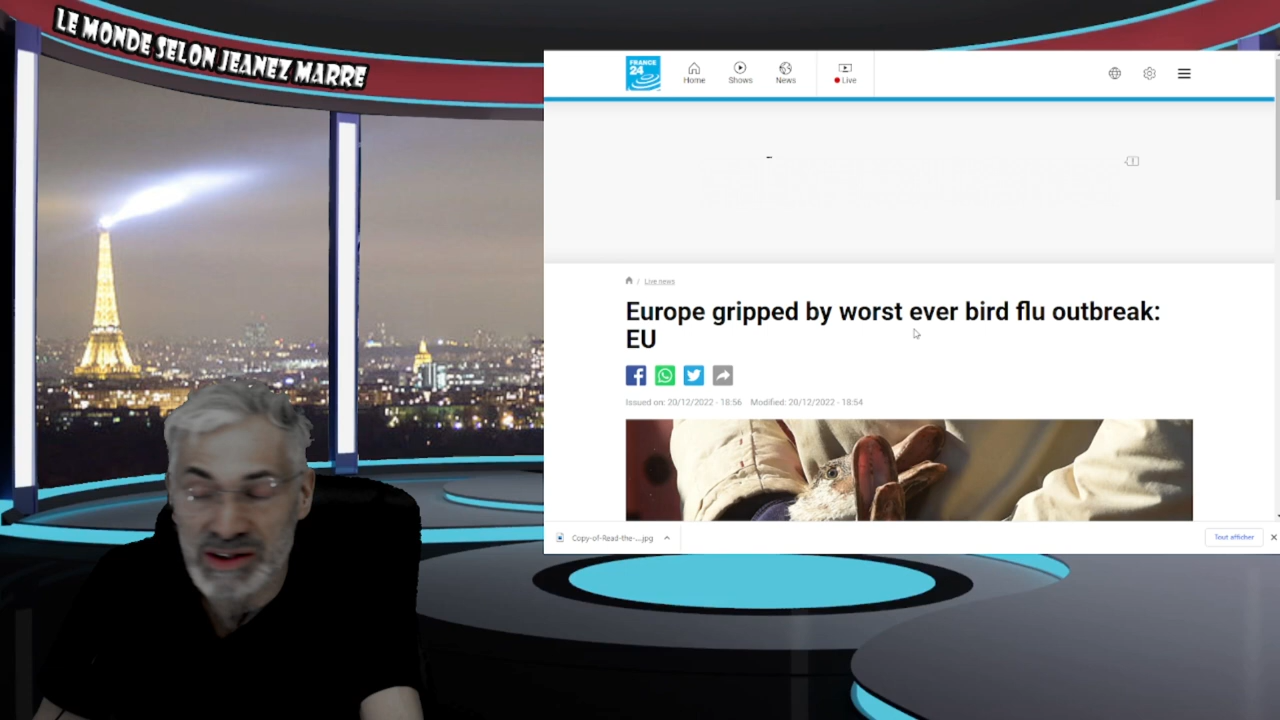 LE MONDE SELON JEANEZ MARRE
FRANCE
24
Home
Shows
News
Live
/ Live news
Europe gripped by worst ever bird flu outbreak:
EU
Issued on: 20/12/2022 - 18:56 Modified: 20/12/2022 - 18:54
Copy-of-Read-the-....jpg
Tout afficher